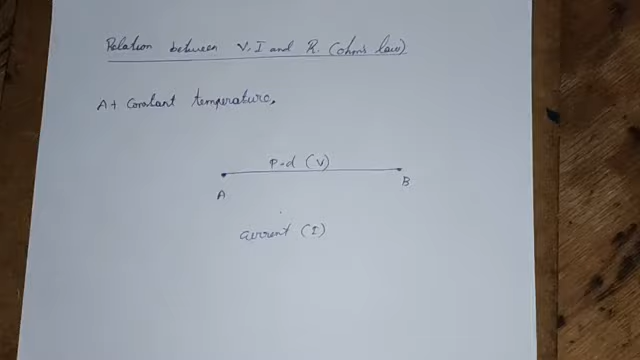 Relation between V, I and R (ohm's law)
At constant temperature,
P.d (V)
A
B
current (I)